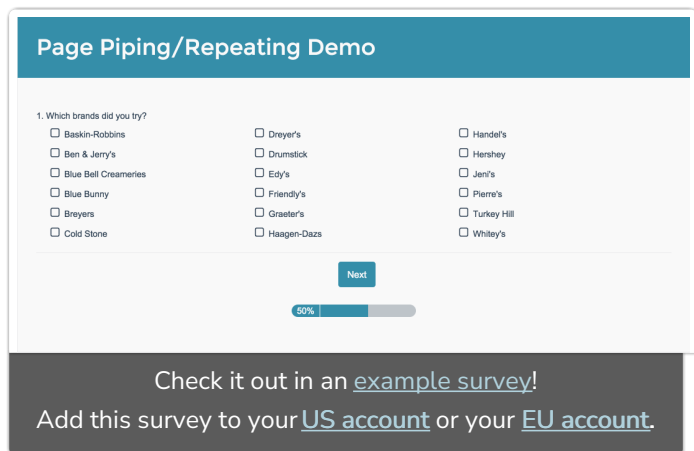 Page Piping/Repeating Demo
1. Which brands did you try?
Baskin-Robbins
Ben & Jerry's
Blue Bell Creameries
Blue Bunny
Breyers
Cold Stone
Dreyer's
Drumstick
Edy's
Friendly's
Graeter's
Haagen-Dazs
Handel's
Hershey
Jeni's
Pierre's
Turkey Hill
Whitey's
Next
50%
Check it out in an example survey!
Add this survey to your US account or your EU account.